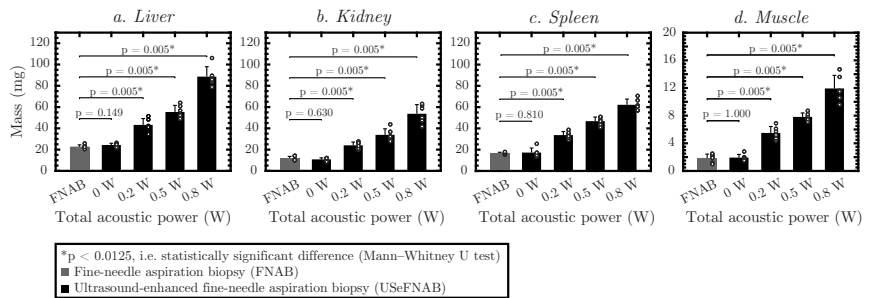 a. Liver
b. Kidney
c. Spleen
d. Muscle
Mass (mg)
120
100
80
60
40
20
0
p = 0.005*
p = 0.005*
p = 0.005*
p = 0.149
FNAB
0 W
0.2 W
0.5 W
0.8 W
Total acoustic power (W)
120
100
80
60
40
20
0
p = 0.005*
p = 0.005*
p = 0.005*
p = 0.630
FNAB
0 W
0.2 W
0.5 W
0.8 W
Total acoustic power (W)
120
100
80
60
40
20
0
p = 0.005*
p = 0.005*
p = 0.005*
p = 0.810
FNAB
0 W
0.2 W
0.5 W
0.8 W
Total acoustic power (W)
20
16
12
8
4
0
p = 0.005*
p = 0.005*
p = 0.005*
p = 1.000
FNAB
0 W
0.2 W
0.5 W
0.8 W
Total acoustic power (W)
*p < 0.0125, i.e. statistically significant difference (Mann–Whitney U test)
Fine-needle aspiration biopsy (FNAB)
Ultrasound-enhanced fine-needle aspiration biopsy (USeFNAB)